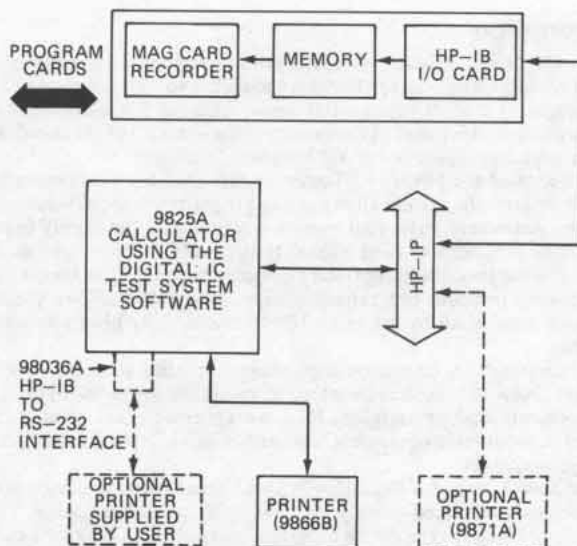 PROGRAM
CARDS
MAG CARD
RECORDER
MEMORY
HP-IB
I/O CARD
9825A
CALCULATOR
USING THE
DIGITAL IC
TEST SYSTEM
SOFTWARE
HP-IP
98036A
HP-IB
TO
RS-232
INTERFACE
OPTIONAL
PRINTER
SUPPLIED
BY USER
PRINTER
(9866B)
OPTIONAL
PRINTER
(9871A)